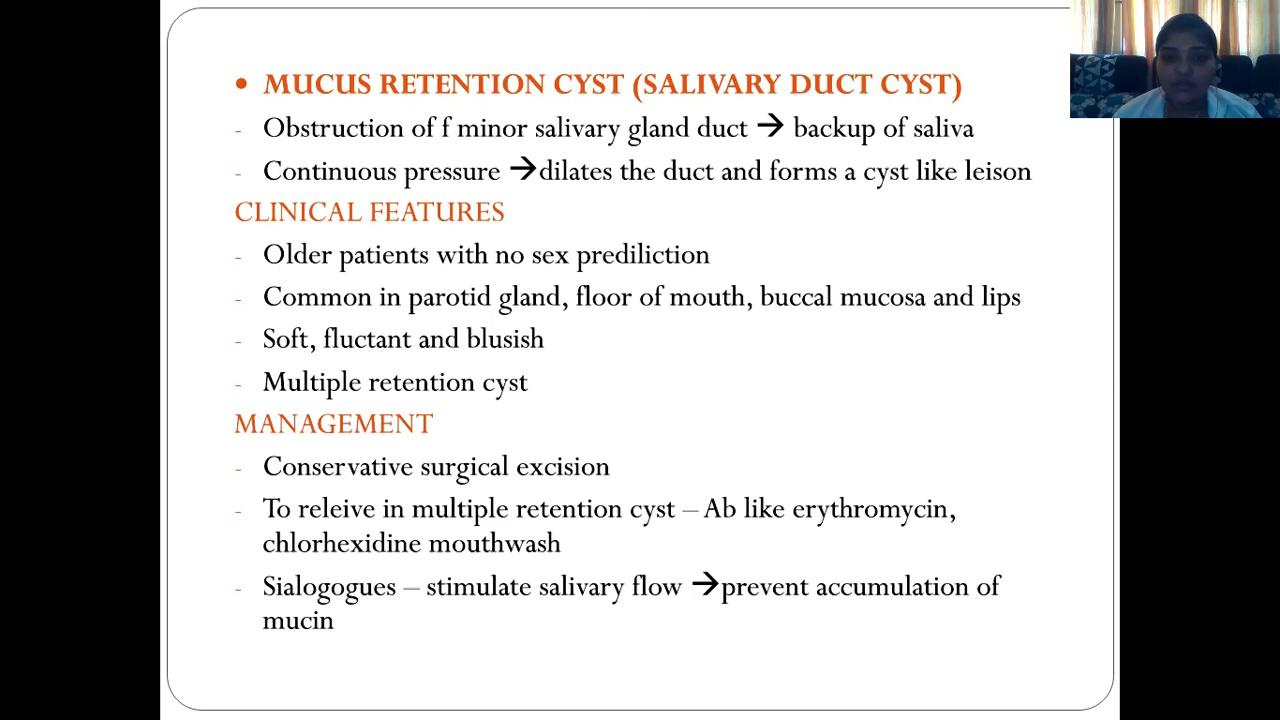 • MUCUS RETENTION CYST (SALIVARY DUCT CYST)
- Obstruction of f minor salivary gland duct → backup of saliva
- Continuous pressure →dilates the duct and forms a cyst like leison
CLINICAL FEATURES
- Older patients with no sex prediliction
- Common in parotid gland, floor of mouth, buccal mucosa and lips
- Soft, fluctant and blusish
- Multiple retention cyst
MANAGEMENT
- Conservative surgical excision
- To releive in multiple retention cyst – Ab like erythromycin,
chlorhexidine mouthwash
- Sialogogues – stimulate salivary flow →prevent accumulation of
mucin